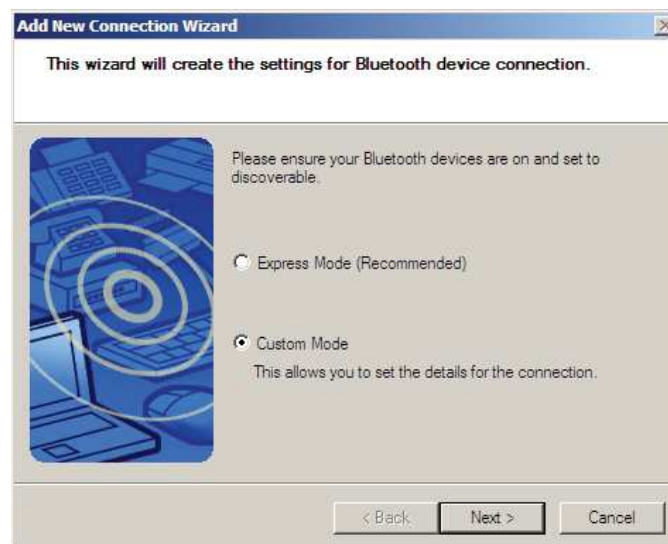 Add New Connection Wizard
This wizard will create the settings for Bluetooth device connection.
Please ensure your Bluetooth devices are on and set to
discoverable.
Express Mode (Recommended)
Custom Mode
This allows you to set the details for the connection.
< Back
Next >
Cancel